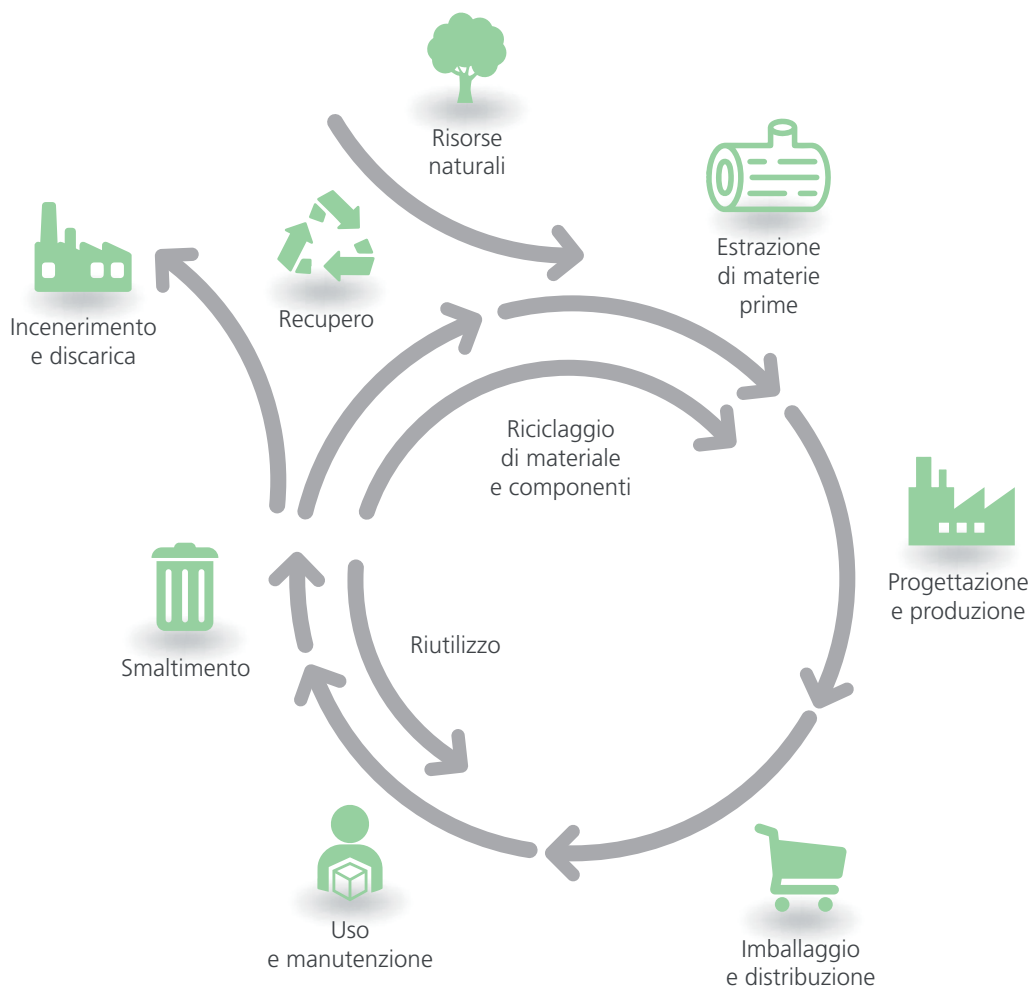 Risorse
naturali
Estrazione
di materie
prime
Recupero
Incenerimento
e discarica
Riciclaggio
di materiale
e componenti
Progettazione
e produzione
Smaltimento
Riutilizzo
Uso
e manutenzione
Imballaggio
e distribuzione